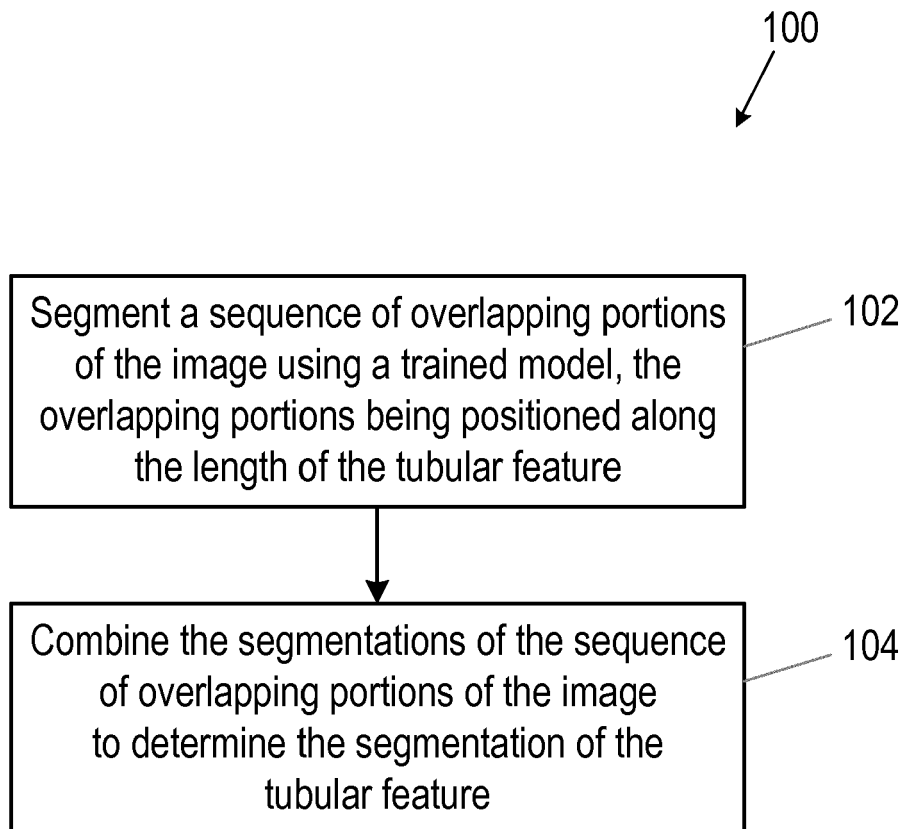 100
Segment a sequence of overlapping portions
of the image using a trained model, the
overlapping portions being positioned along
the length of the tubular feature
102
Combine the segmentations of the sequence
of overlapping portions of the image
to determine the segmentation of the
tubular feature
104